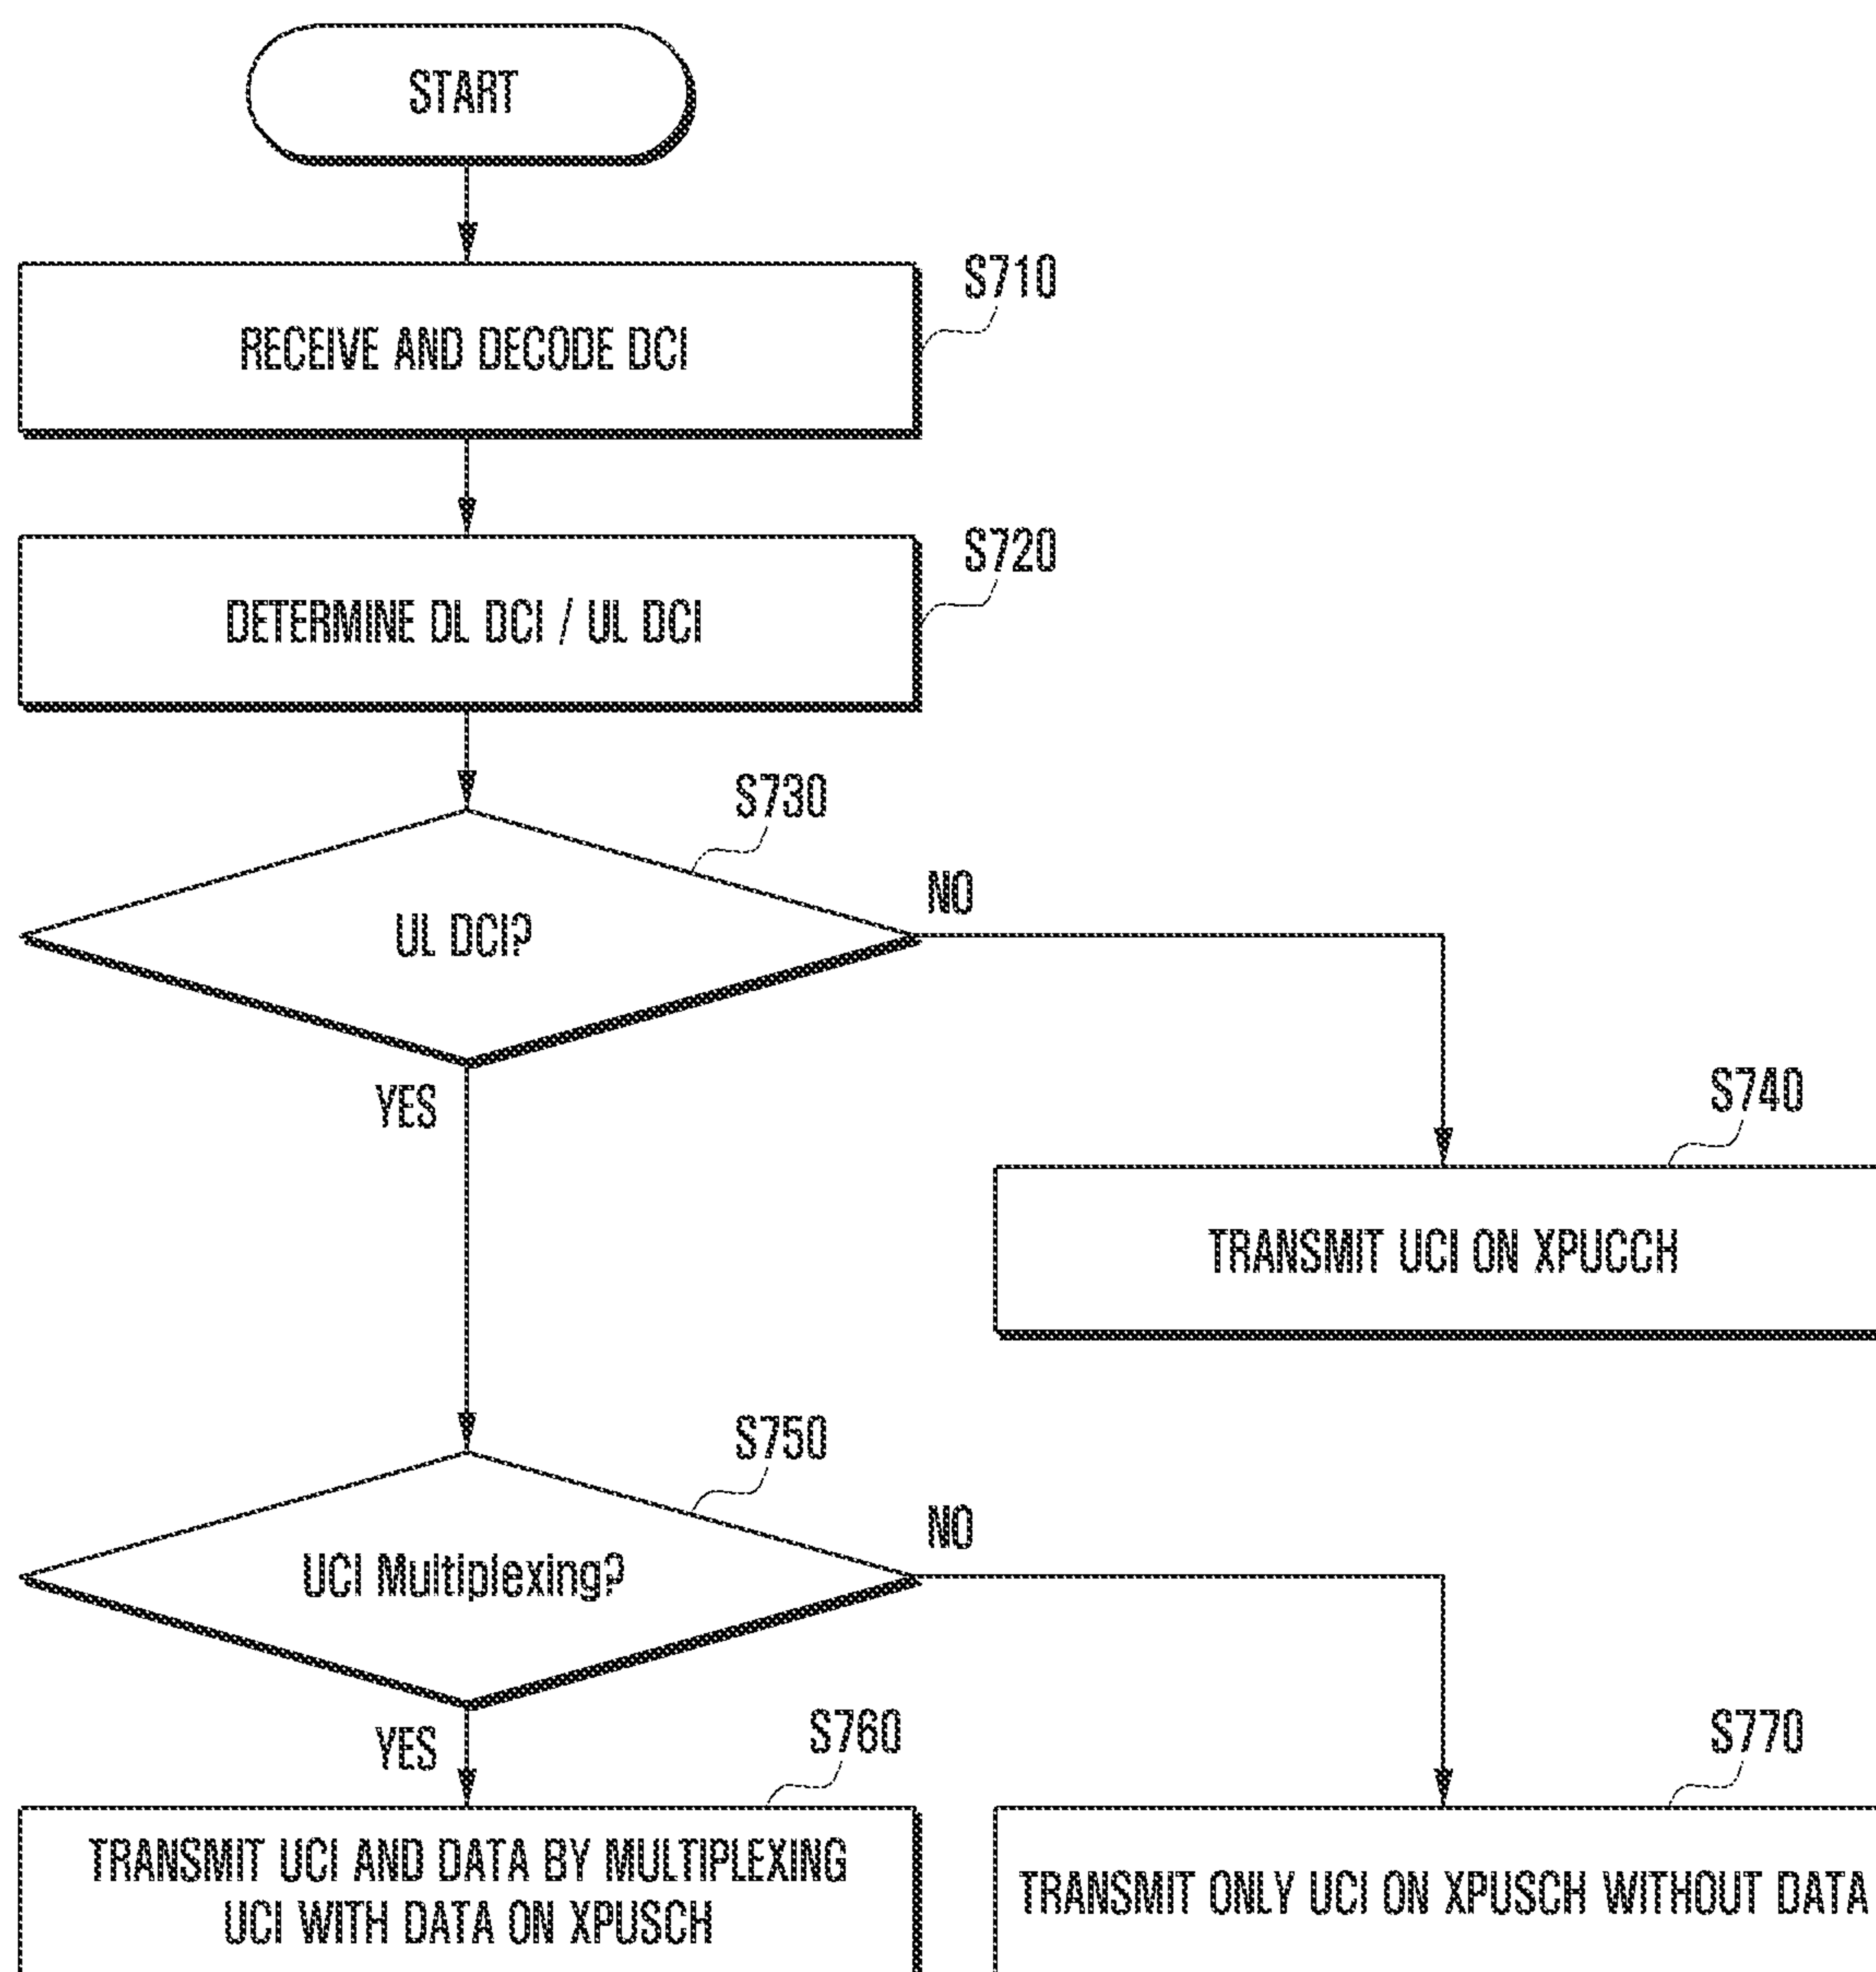 START
S710
RECEIVE AND DECODE DCI
S720
DETERMINE DL DCI / UL DCI
S730
UL DCI?
NO
YES
S740
TRANSMIT UCI ON XPUCCH
S750
UCI Multiplexing?
NO
YES
S760
TRANSMIT UCI AND DATA BY MULTIPLEXING
UCI WITH DATA ON XPUSCH
S770
TRANSMIT ONLY UCI ON XPUSCH WITHOUT DATA